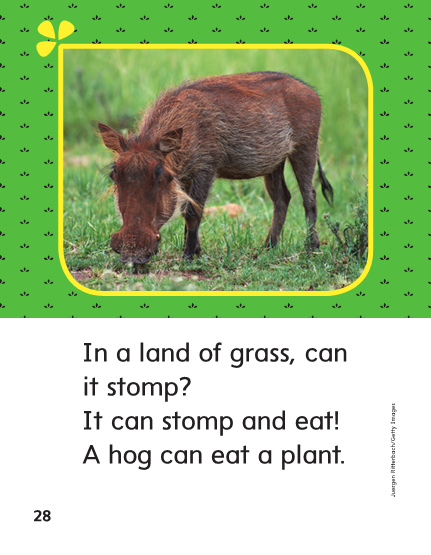 In a land of grass, can
it stomp?
It can stomp and eat!
A hog can eat a plant.
Juergen Ritterbach/Getty Images
28